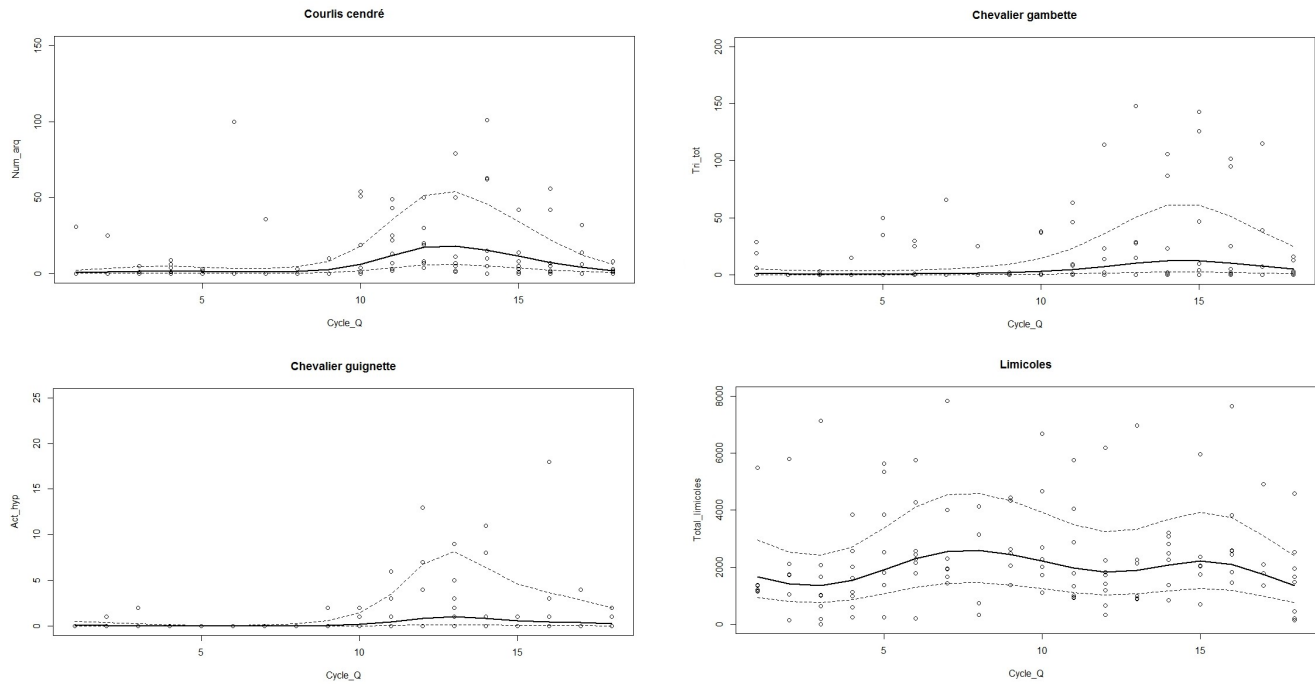 Courlis cendré
Num_arq
150
100
50
0
5
10
15
Cycle_Q
Chevalier gambette
Tri_tot
200
150
100
50
0
5
10
15
Cycle_Q
Chevalier guignette
Act_hyp
25
20
15
10
5
0
5
10
15
Cycle_Q
Limicoles
Total_limicoles
8000
6000
4000
2000
0
5
10
15
Cycle_Q